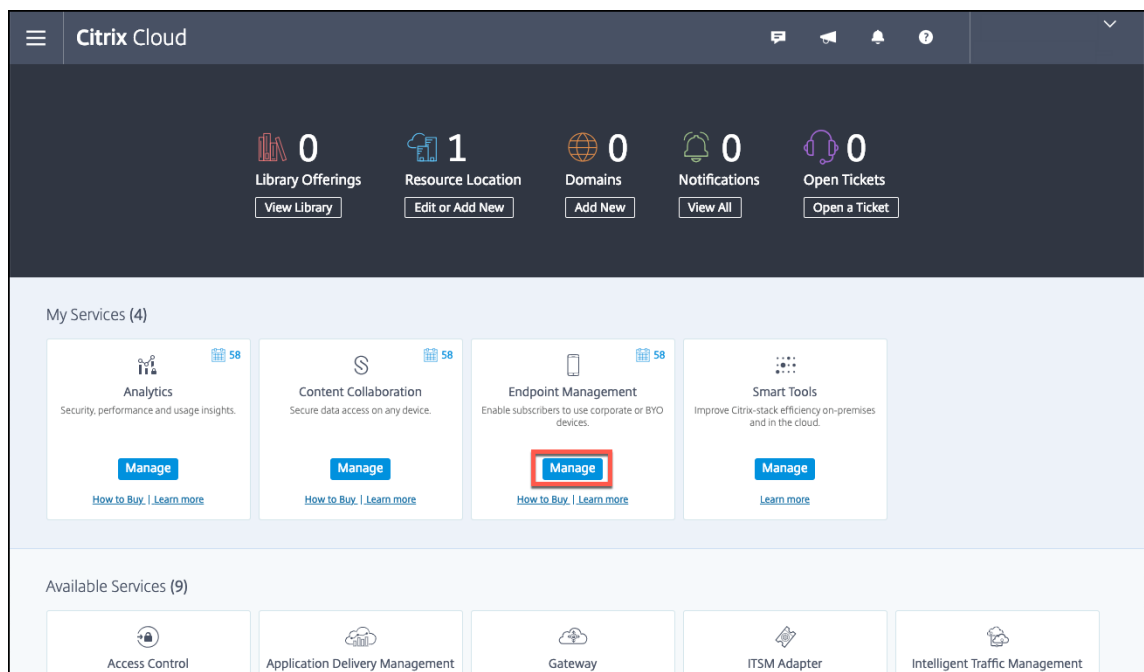 Citrix Cloud
0 1 0 0 0
Library Offerings Resource Location Domains Notifications Open Tickets
View Library Edit or Add New Add New View All Open a Ticket
My Services (4)
58 58 58
Analytics Content Collaboration Endpoint Management Smart Tools
Security, performance and usage insights. Secure data access on any device. Enable subscribers to use corporate or BYO Improve Citrix-stack efficiency on-premises
devices. and in the cloud.
Manage Manage Manage Manage
How to Buy | Learn more How to Buy | Learn more How to Buy | Learn more Learn more
Available Services (9)
Access Control Application Delivery Management Gateway ITSM Adapter Intelligent Traffic Management